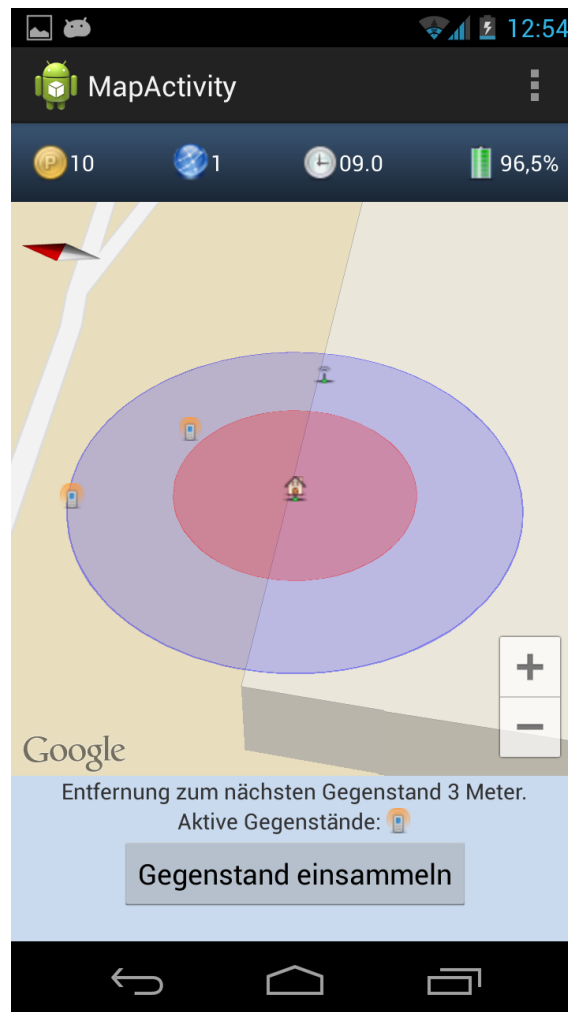 12:54
MapActivity
P 10 1 09.0 96,5%
+
−
Google
Entfernung zum nächsten Gegenstand 3 Meter.
Aktive Gegenstände:
Gegenstand einsammeln